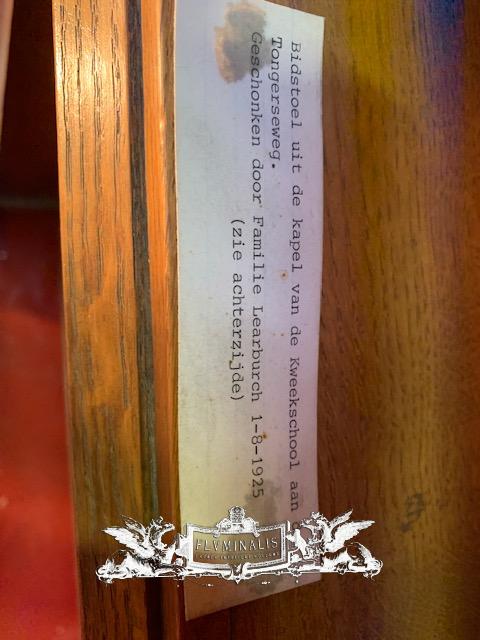 Bidstoel uit de kapel van de Kweekschool aan
Tongerseweg.
Geschonken door Familie Learburch 1-8-1925
(zie achterzijde)
FLVMINALIS